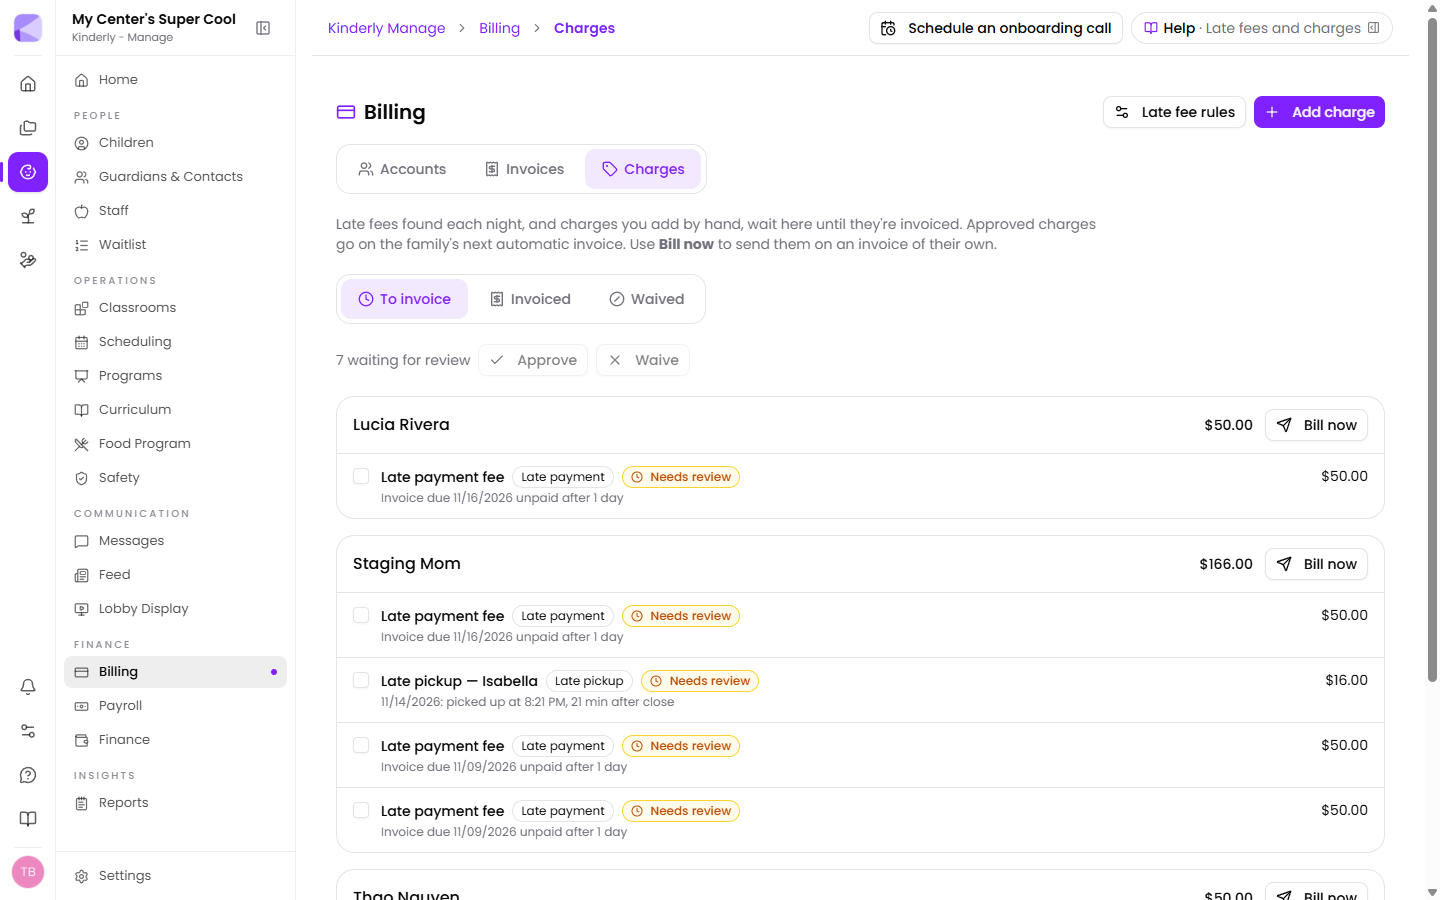 My Center's Super Cool
Kinderly - Manage
Home
PEOPLE
Children
Guardians & Contacts
Staff
Waitlist
OPERATIONS
Classrooms
Scheduling
Programs
Curriculum
Food Program
Safety
COMMUNICATION
Messages
Feed
Lobby Display
FINANCE
Billing
Payroll
Finance
INSIGHTS
Reports
Settings
TB
Kinderly Manage > Billing > Charges
Schedule an onboarding call
Help · Late fees and charges
Billing
Late fee rules
+ Add charge
Accounts
Invoices
Charges
Late fees found each night, and charges you add by hand, wait here until they're invoiced. Approved charges
go on the family's next automatic invoice. Use Bill now to send them on an invoice of their own.
To invoice
Invoiced
Waived
7 waiting for review
Approve
Waive
Lucia Rivera $50.00 Bill now
Late payment fee Late payment Needs review $50.00
Invoice due 11/16/2026 unpaid after 1 day
Staging Mom $166.00 Bill now
Late payment fee Late payment Needs review $50.00
Invoice due 11/16/2026 unpaid after 1 day
Late pickup — Isabella Late pickup Needs review $16.00
11/14/2026: picked up at 8:21 PM, 21 min after close
Late payment fee Late payment Needs review $50.00
Invoice due 11/09/2026 unpaid after 1 day
Late payment fee Late payment Needs review $50.00
Invoice due 11/09/2026 unpaid after 1 day
Thao Nguyen $50.00 Bill now